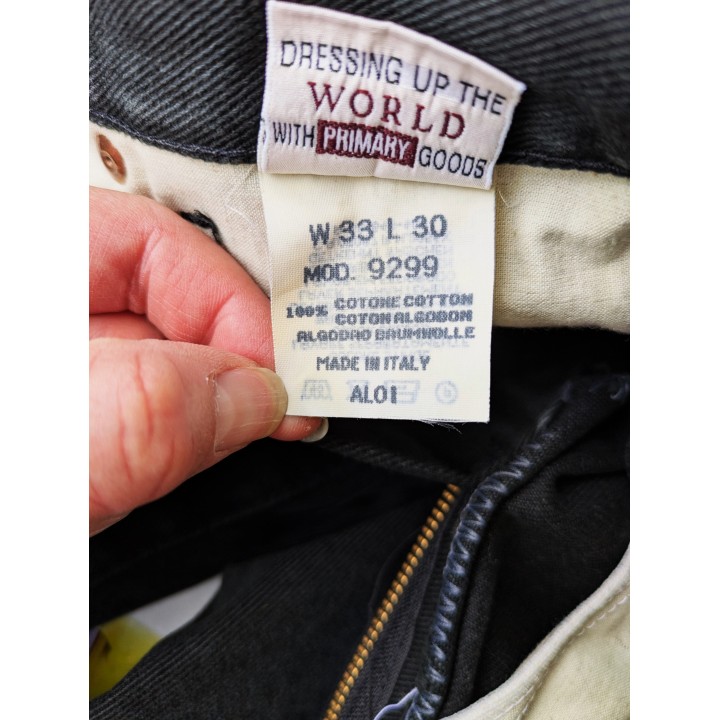 DRESSING UP THE
WORLD
WITH PRIMARY GOODS
W 33 L 30
MOD. 9299
100% COTONE COTTON
COTON ALGODON
ALGODAO BAUMWOLLE
MADE IN ITALY
AL01